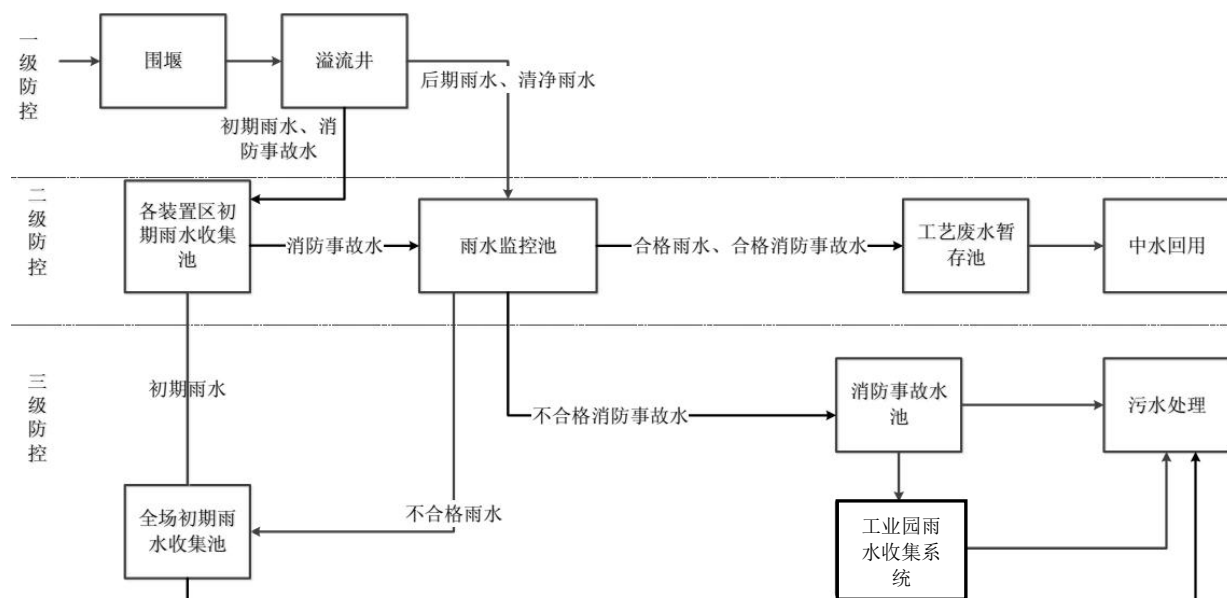 一
级
防
控
围堰
溢流井
后期雨水、清净雨水
初期雨水、消
防事故水
二
级
防
控
各装置区初
期雨水收集
池
消防事故水
雨水监控池
合格雨水、合格消防事故水
工艺废水暂
存池
中水回用
三
级
防
控
初期雨水
不合格消防事故水
消防事故水
池
污水处理
全场初期雨
水收集池
不合格雨水
工业园雨
水收集系
统